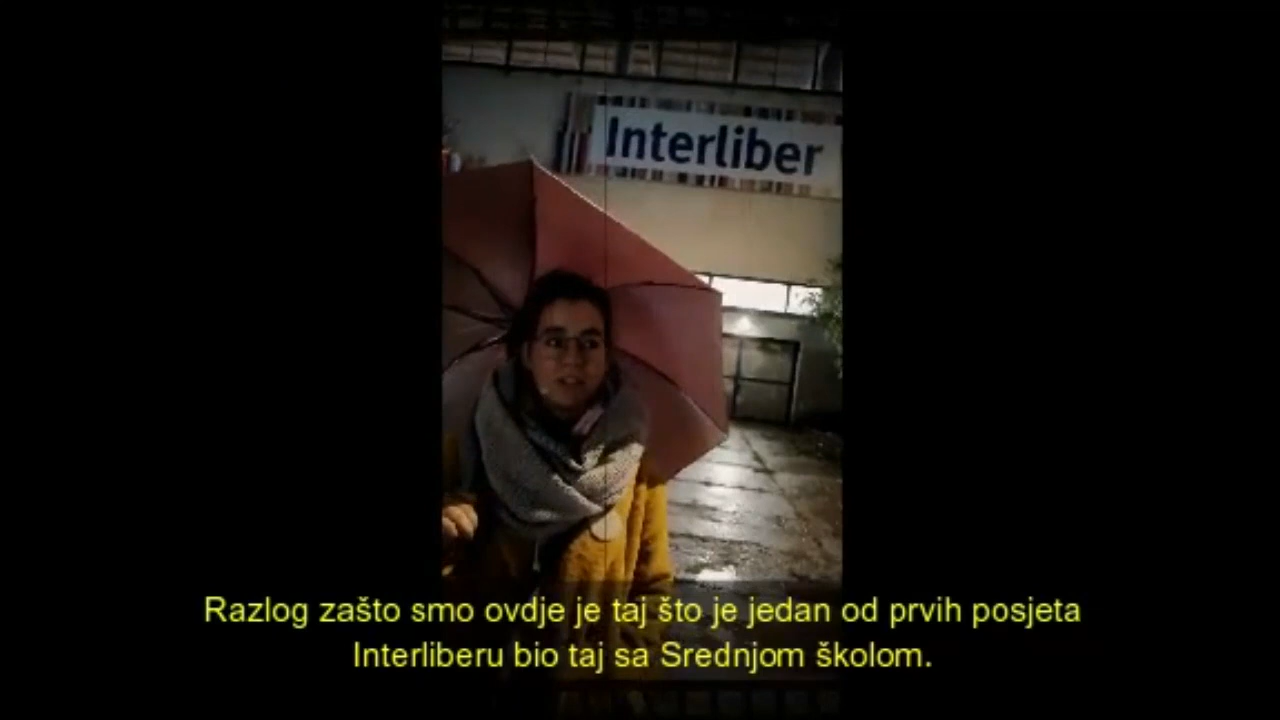 Interliber
Razlog zašto smo ovdje je taj što je jedan od prvih posjeta
Interliberu bio taj sa Srednjom školom.